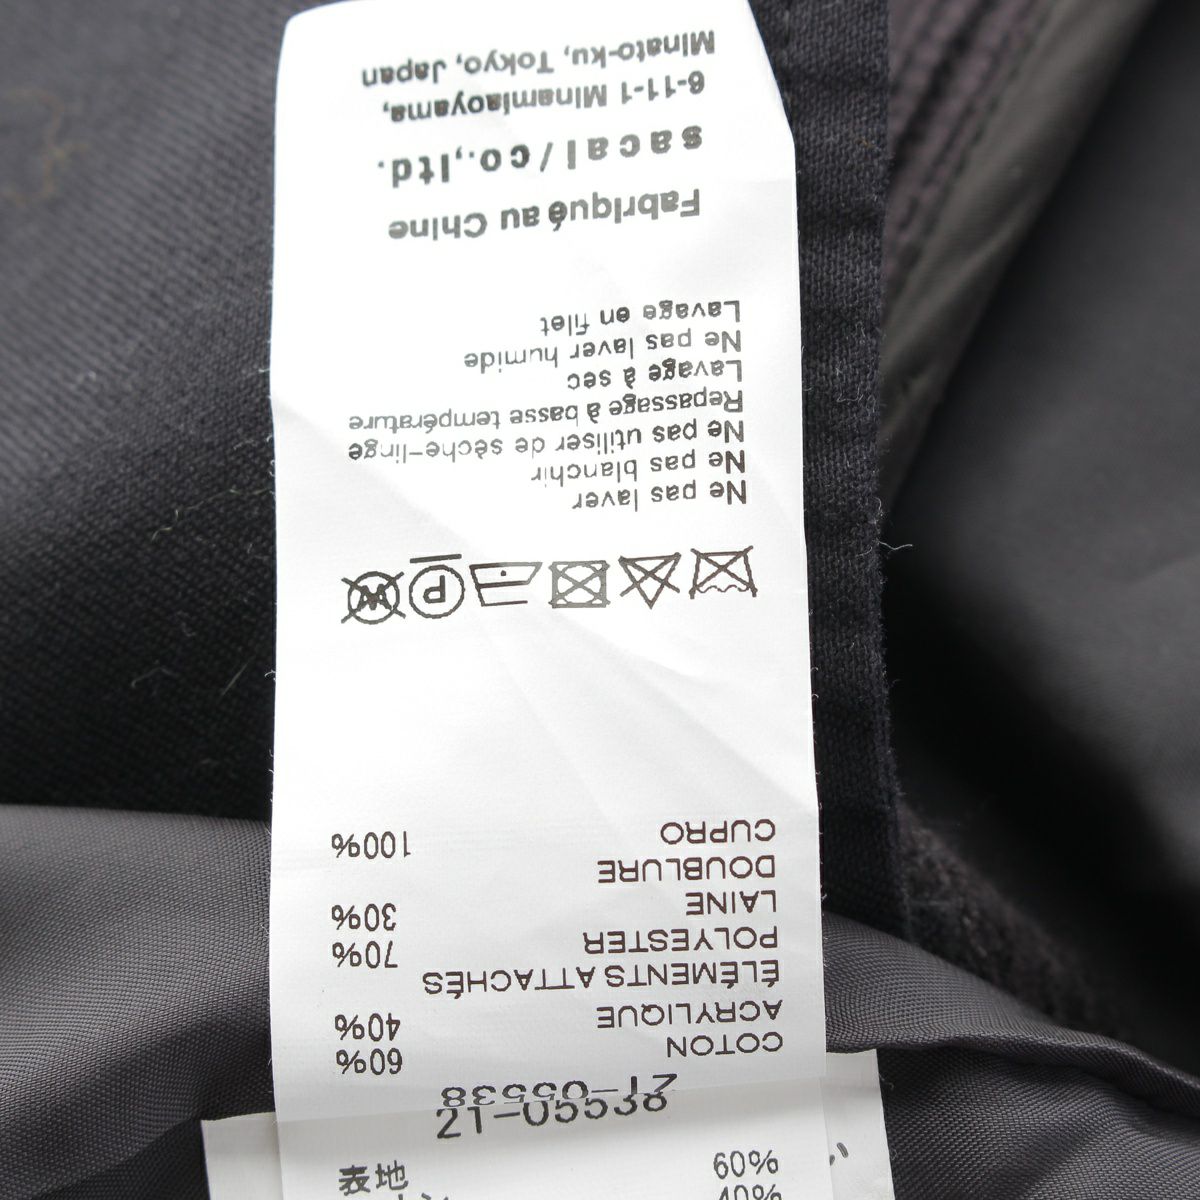 21-05538
COTON 60%
ACRYLIQUE 40%
ÉLÉMENTS ATTACHÉS
POLYESTER 70%
LAINE 30%
DOUBLURE
CUPRO 100%
P
W
Ne pas laver
Ne pas blanchir
Ne pas utiliser de sèche-linge
Repassage à basse température
Lavage à sec
Ne pas laver humide
Lavage en filet
Fabriqué au Chine
sacai/co.,ltd.
6-11-1 Minamiaoyama,
Minato-ku, Tokyo, Japan
21-05538
表地 60%
40%